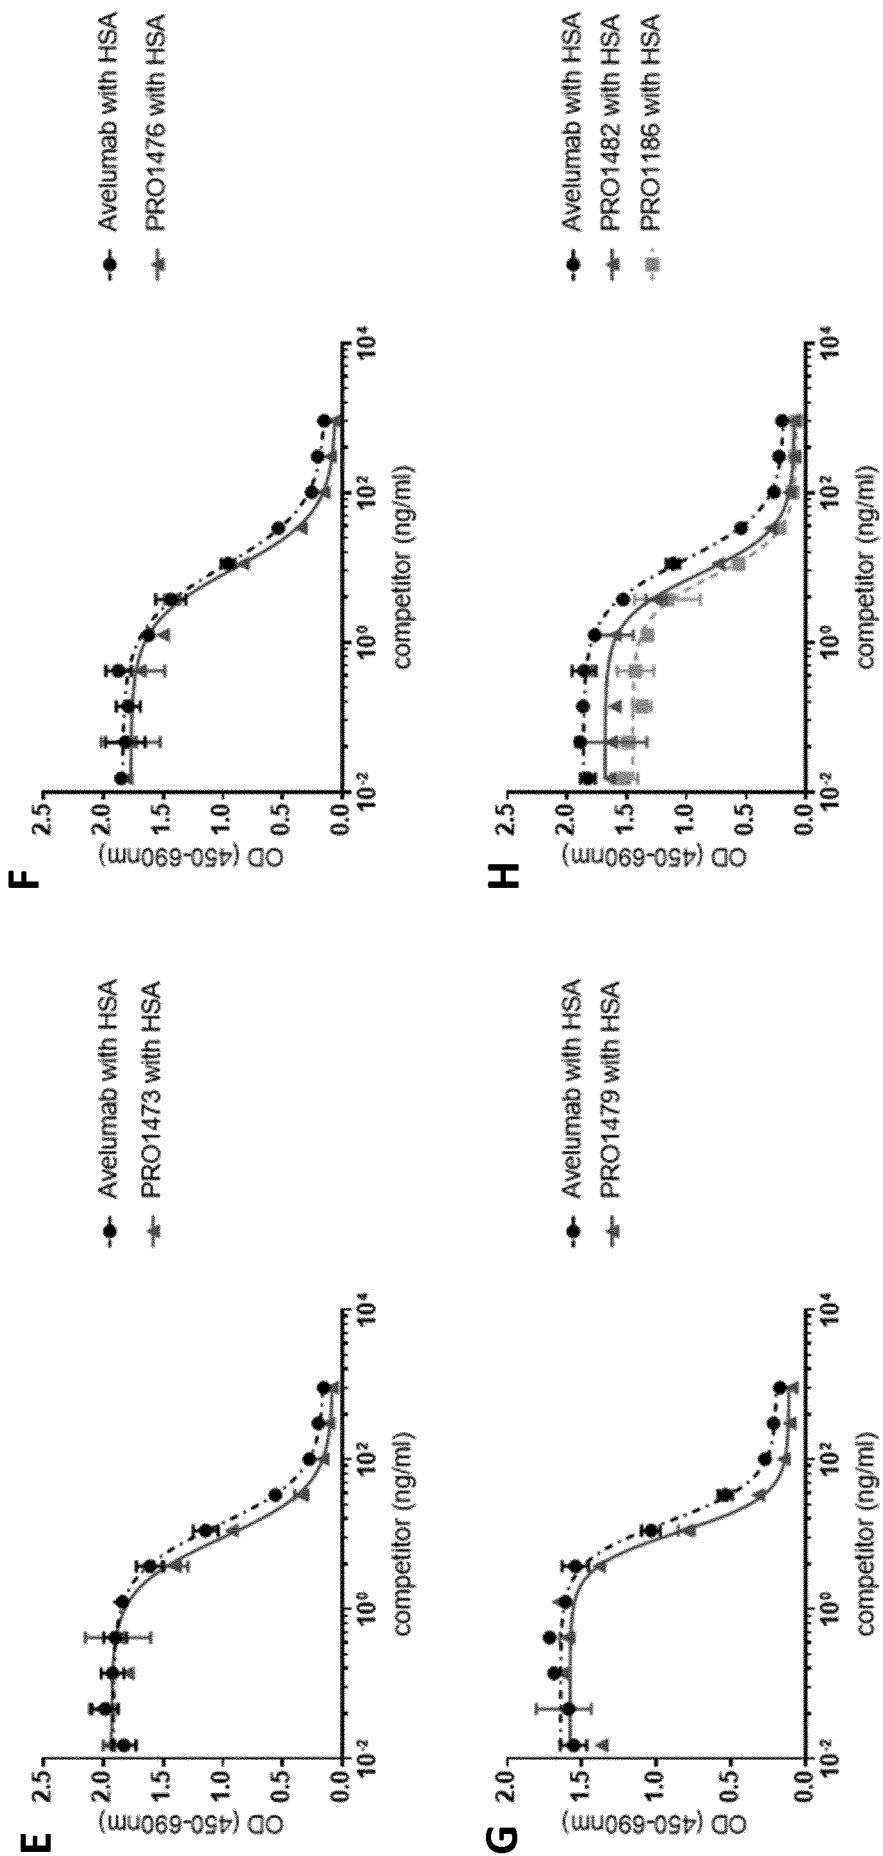 E
OD (450-690nm)
2.5
2.0
1.5
1.0
0.5
0.0
10-2
100
102
104
competitor (ng/ml)
Avelumab with HSA
PRO1473 with HSA
F
OD (450-690nm)
2.5
2.0
1.5
1.0
0.5
0.0
10-2
100
102
104
competitor (ng/ml)
Avelumab with HSA
PRO1476 with HSA
G
OD (450-690nm)
2.0
1.5
1.0
0.5
0.0
10-2
100
102
104
competitor (ng/ml)
Avelumab with HSA
PRO1479 with HSA
H
OD (450-690nm)
2.5
2.0
1.5
1.0
0.5
0.0
10-2
100
102
104
competitor (ng/ml)
Avelumab with HSA
PRO1482 with HSA
PRO1186 with HSA